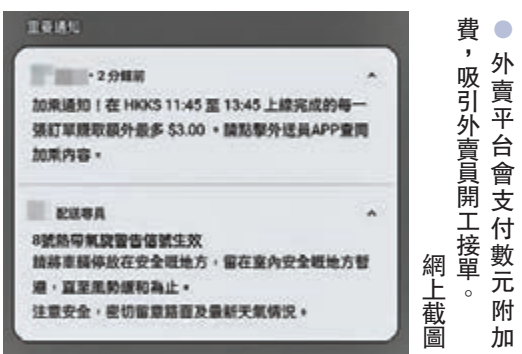 重要通知
· 2分鐘前
加乘通知！在 HKKS 11:45 至 13:45 上線完成的每一
張訂單賺取額外最多 $3.00 。請點擊外送員APP查閱
加乘內容。
配送專員
8號熱帶氣旋警告信號生效
請將車輛停放在安全嘅地方，留在室內安全嘅地方暫
避，直至風勢緩和為止。
注意安全，密切留意路面及最新天氣情況。
●外賣平台會支付數元附加
費，吸引外賣員開工接單。
網上截圖